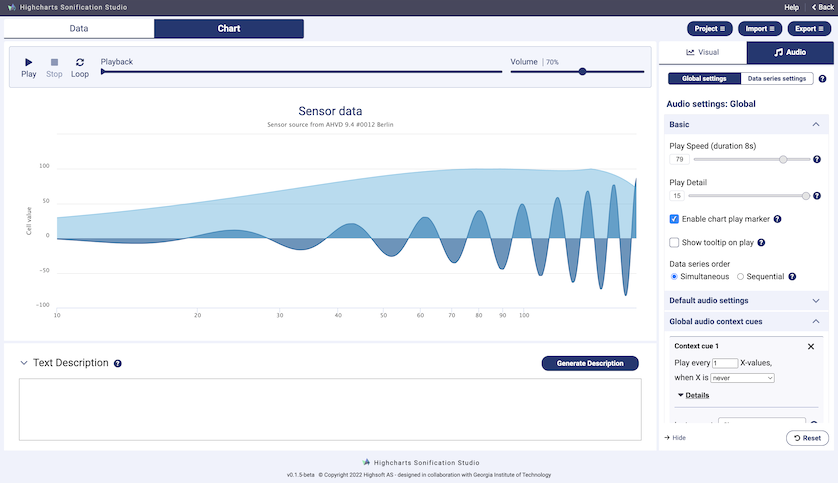 Highcharts Sonification Studio
Help
Back
Data
Chart
Project
Import
Export
Play
Stop
Loop
Playback
Volume | 70%
Visual
Audio
Global settings
Data series settings
?
Audio settings: Global
Basic
Play Speed (duration 8s)
79
?
Play Detail
15
?
Enable chart play marker ?
Show tooltip on play ?
Data series order
Simultaneous
Sequential ?
Default audio settings
Global audio context cues
Context cue 1
Play every 1 X-values,
when X is never
Details
Hide
Reset
Sensor data
Sensor source from AHVD 9.4 #0012 Berlin
Cell value
100
50
0
−50
−100
10 20 30 40 50 60 70 80 90 100
Text Description ?
Generate Description
Highcharts Sonification Studio
v0.1.5-beta © Copyright 2022 Highsoft AS - designed in collaboration with Georgia Institute of Technology